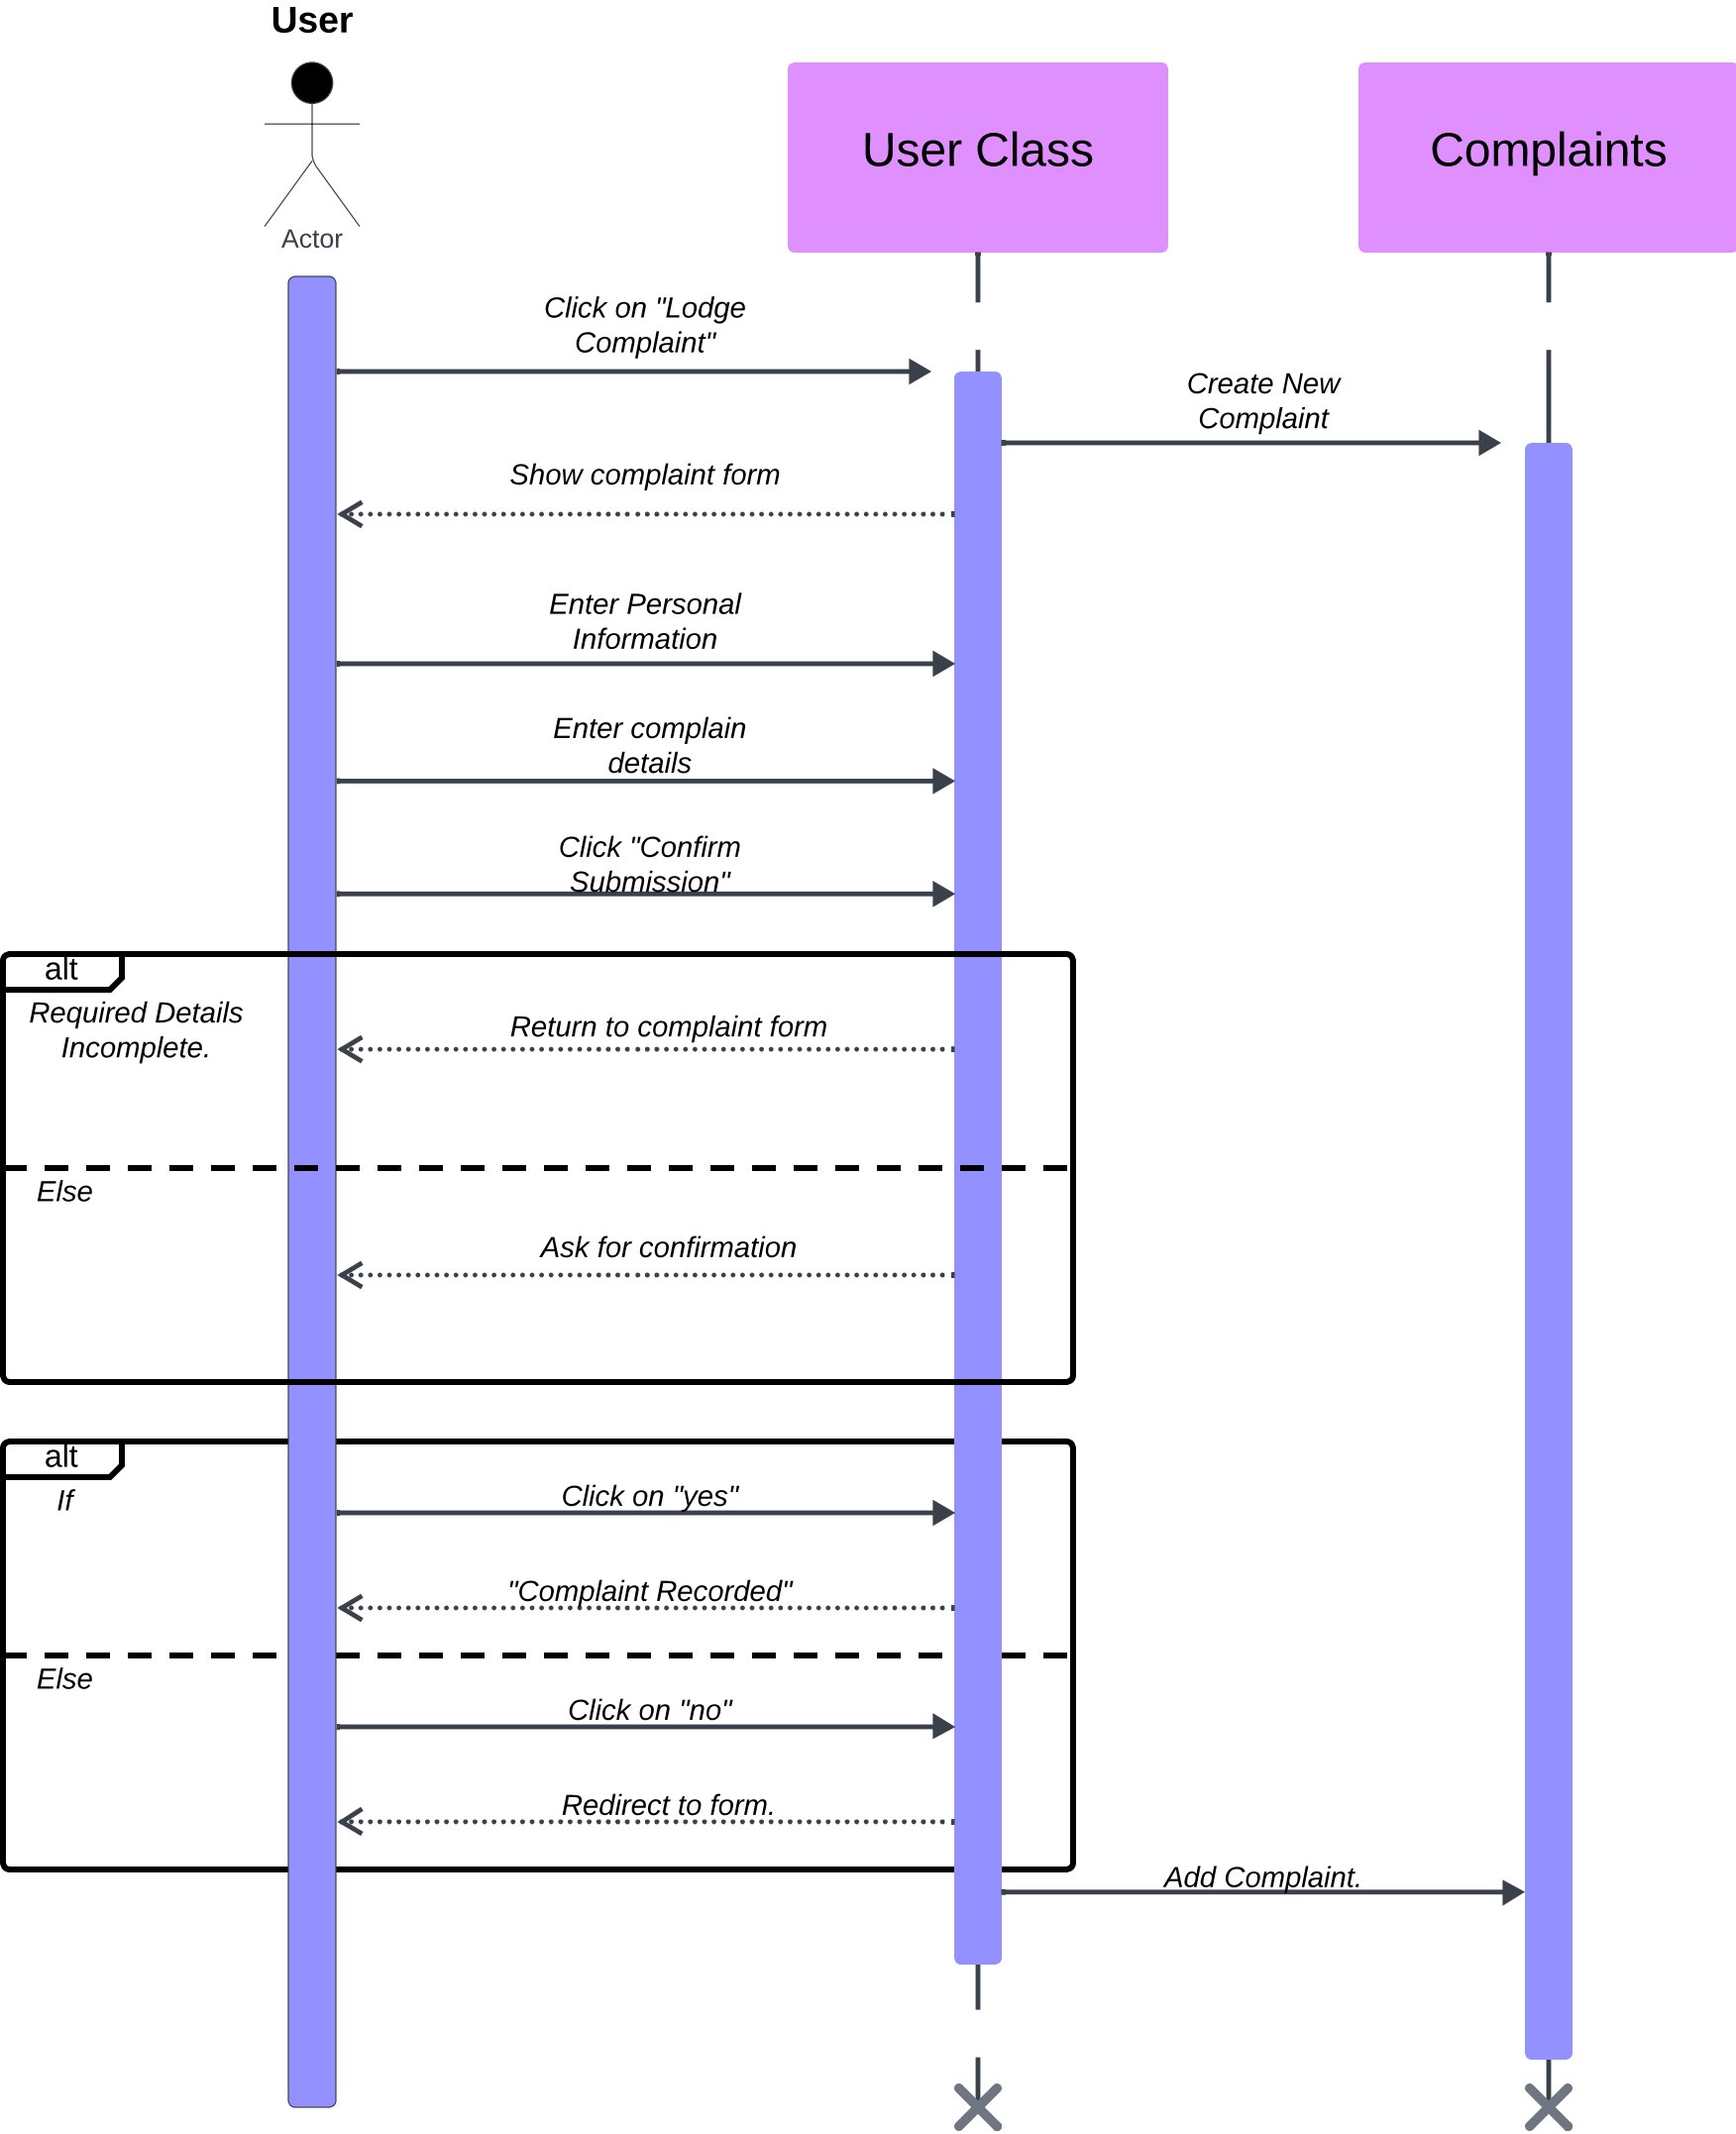 User
Actor
User Class
Complaints
Click on "Lodge
Complaint"
Create New
Complaint
Show complaint form
Enter Personal
Information
Enter complain
details
Click "Confirm
Submission"
alt
Required Details
Incomplete.
Return to complaint form
Else
Ask for confirmation
alt
If
Click on "yes"
"Complaint Recorded"
Else
Click on "no"
Redirect to form.
Add Complaint.